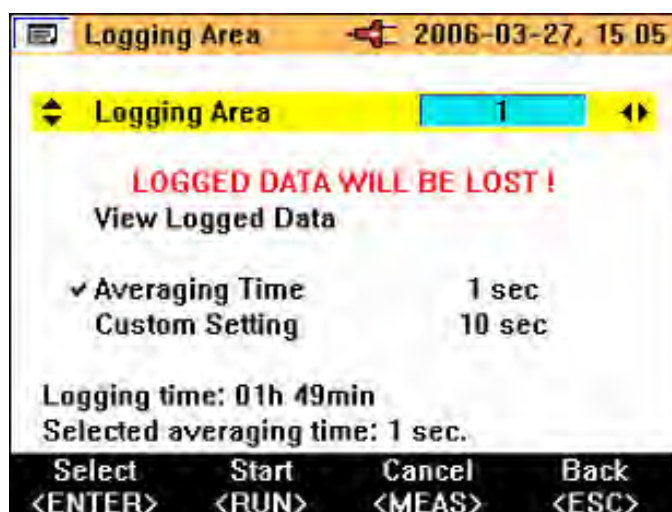 Logging Area 2006-03-27, 15 05
Logging Area 1
LOGGED DATA WILL BE LOST !
View Logged Data
✓ Averaging Time 1 sec
Custom Setting 10 sec
Logging time: 01h 49min
Selected averaging time: 1 sec.
Select Start Cancel Back
<ENTER> <RUN> <MEAS> <ESC>